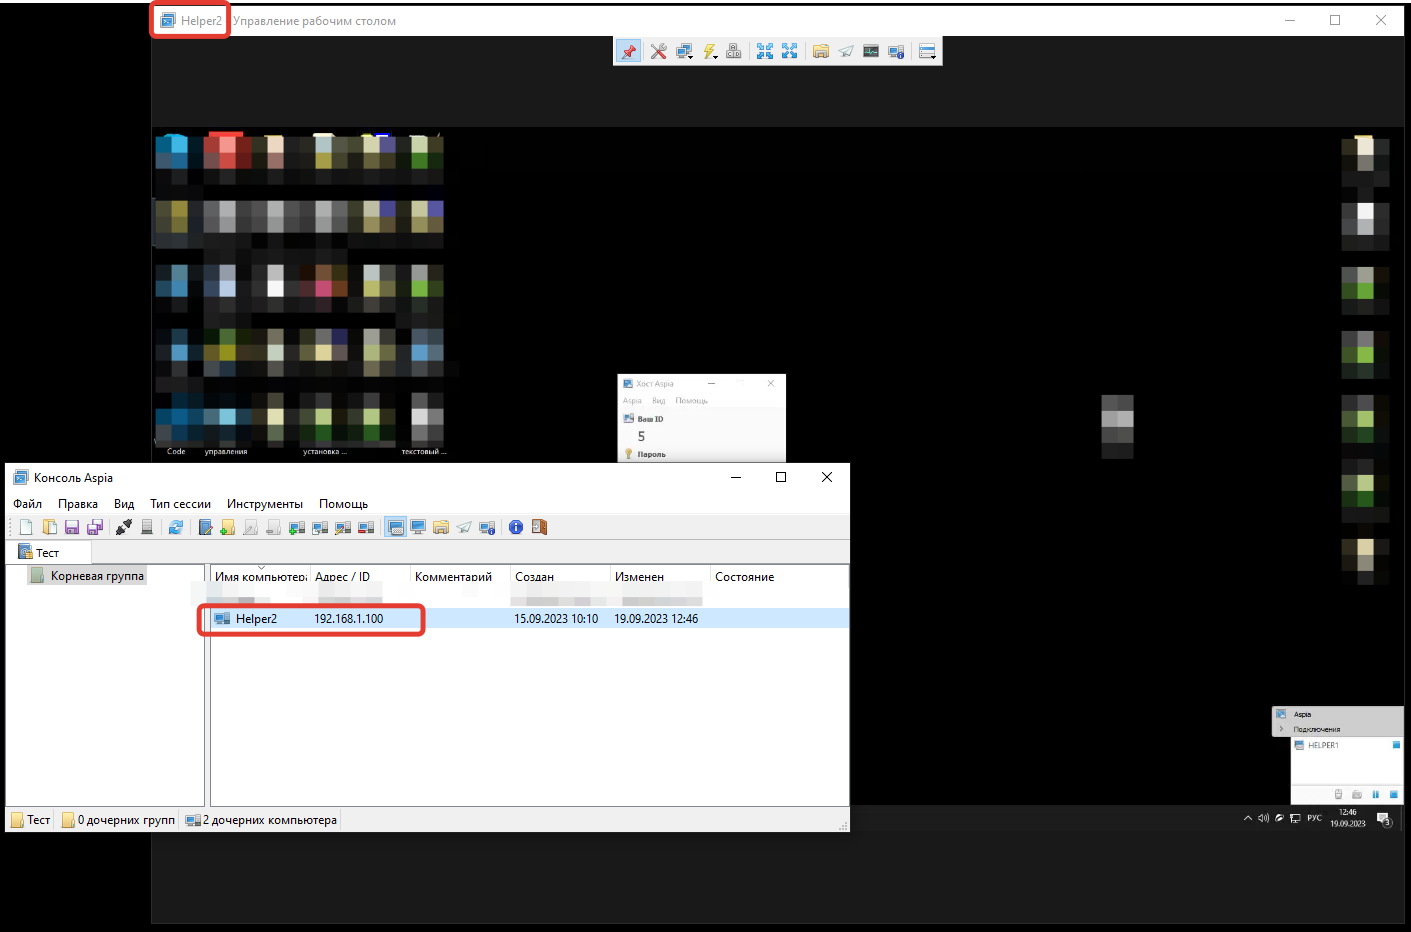 Helper2 Управление рабочим столом
Code
управления
установка ...
текстовый ...
Хост Aspia
Aspia Вид Помощь
Ваш ID
5
Пароль
Консоль Aspia
Файл Правка Вид Тип сессии Инструменты Помощь
Тест
Корневая группа
Имя компьютера Адрес / ID Комментарий Создан Изменен Состояние
Helper2 192.168.1.100 15.09.2023 10:10 19.09.2023 12:46
Тест 0 дочерних групп 2 дочерних компьютера
Aspia
Подключения
HELPER1
РУС 12:46
19.09.2023
3